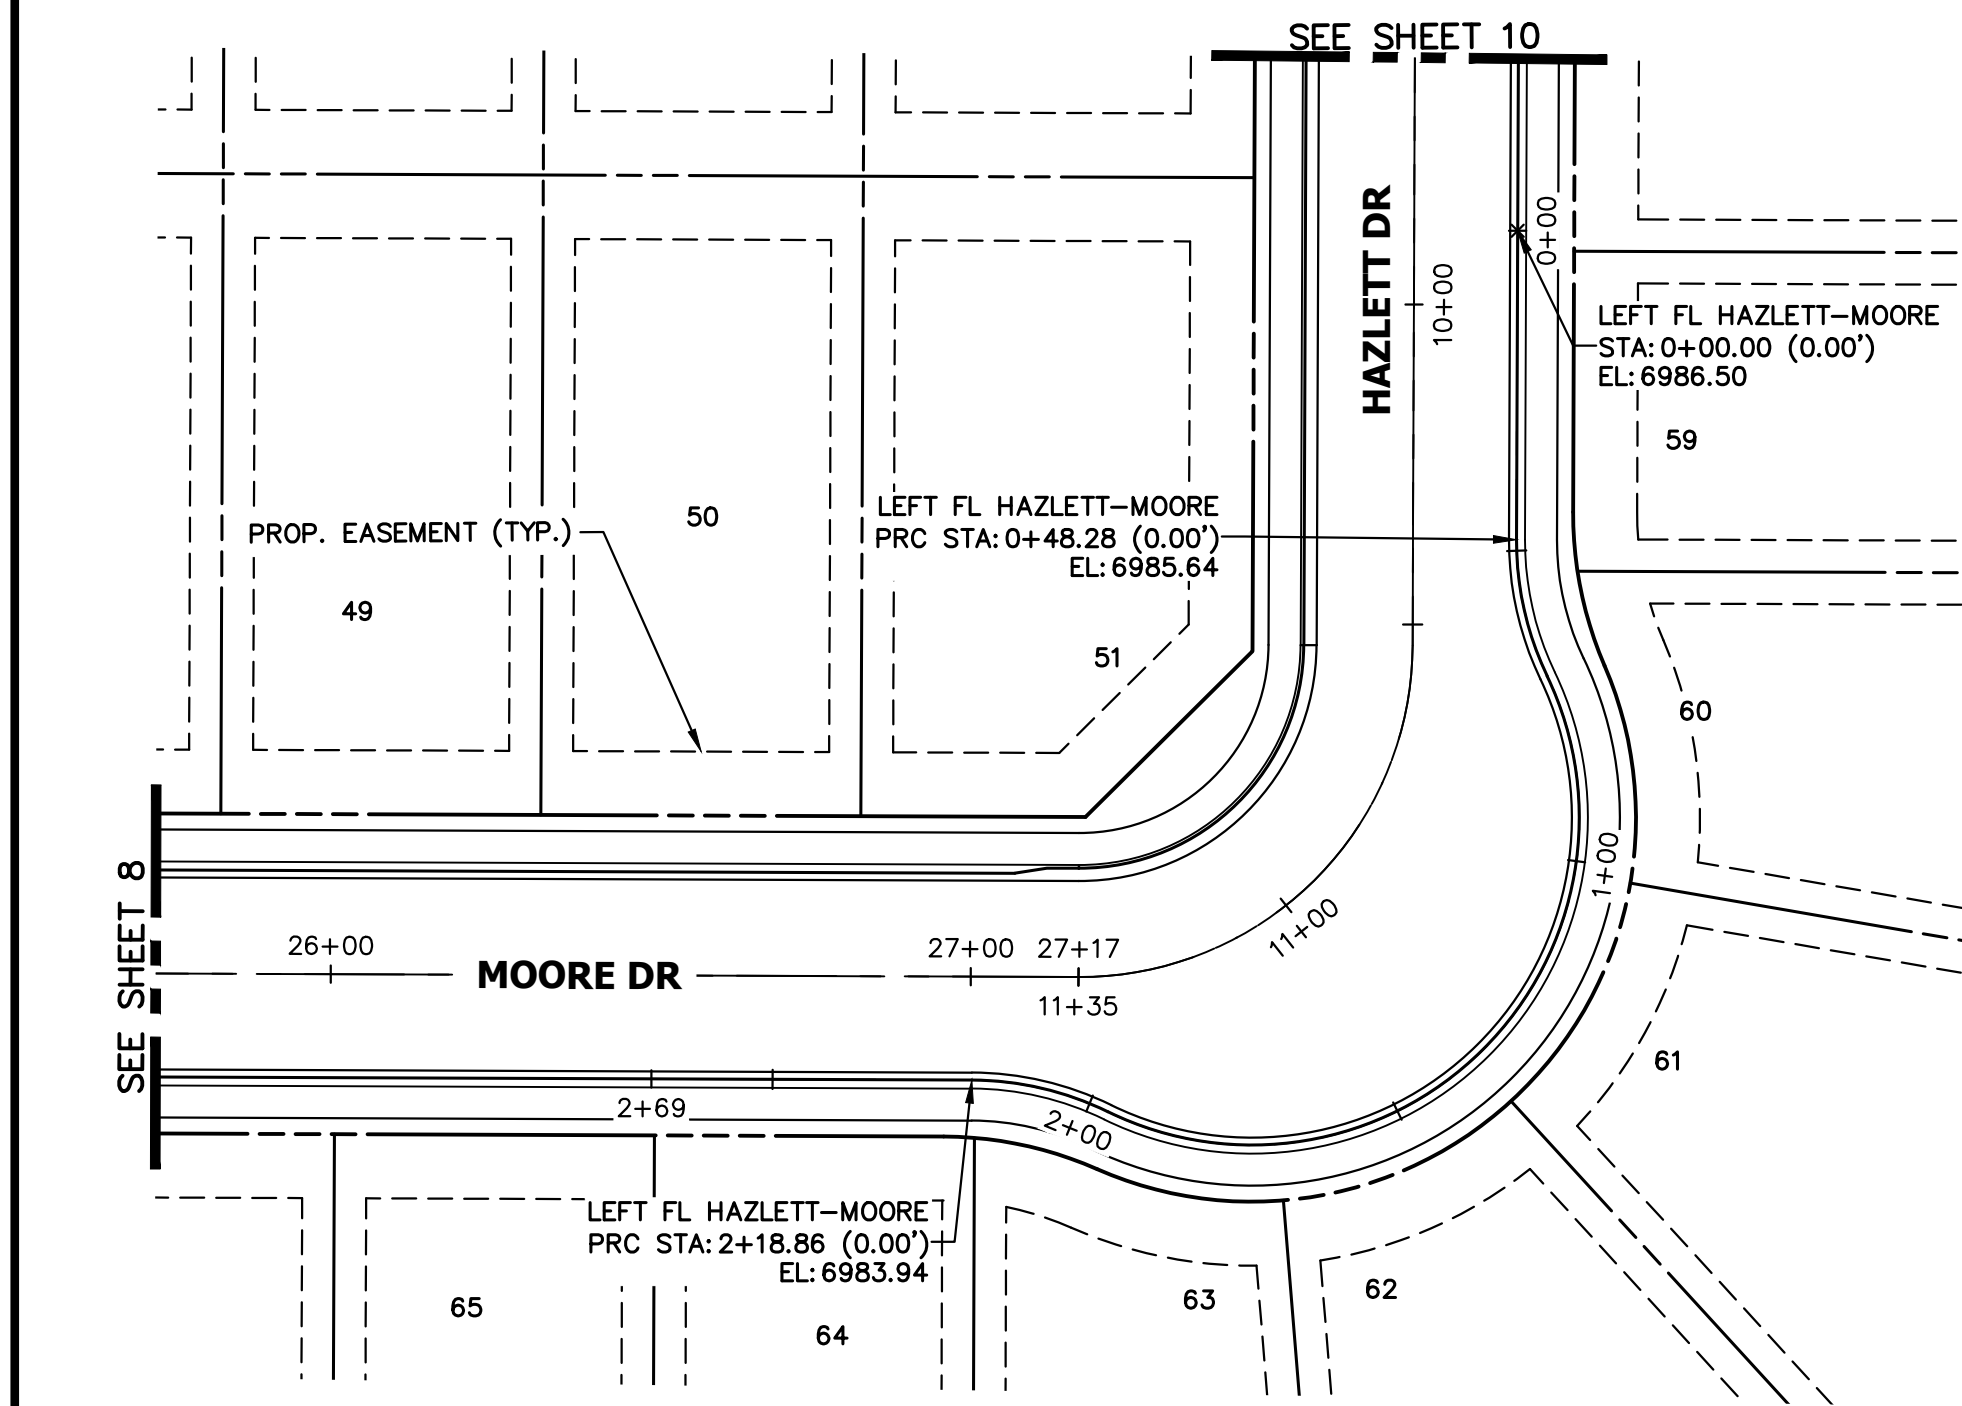 SEE SHEET 10
HAZLETT DR
10+00
0+00
LEFT FL HAZLETT-MOORE
STA: 0+00.00 (0.00')
EL: 6986.50
59
LEFT FL HAZLETT-MOORE
PRC STA: 0+48.28 (0.00')
EL: 6985.64
50
PROP. EASEMENT (TYP.)
49
51
60
SEE SHEET 8
26+00
MOORE DR
27+00
27+17
11+35
11+00
1+00
61
2+69
2+00
LEFT FL HAZLETT-MOORE
PRC STA: 2+18.86 (0.00')
EL: 6983.94
65
64
63
62